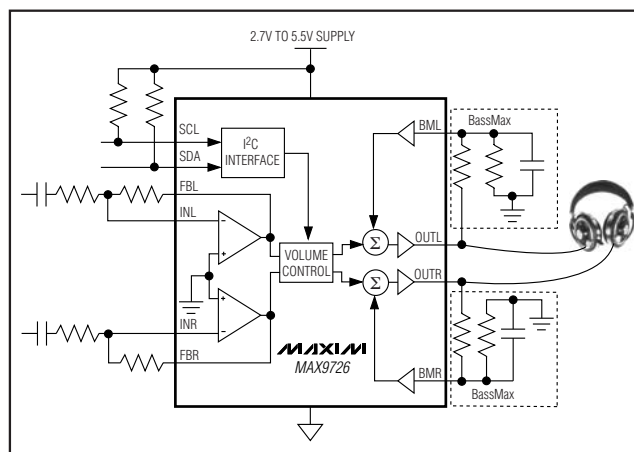 2.7V TO 5.5V SUPPLY
SCL
SDA
I²C
INTERFACE
BML
BassMax
FBL
INL
VOLUME
CONTROL
Σ
OUTL
Σ
OUTR
INR
FBR
MAXIM
MAX9726
BMR
BassMax